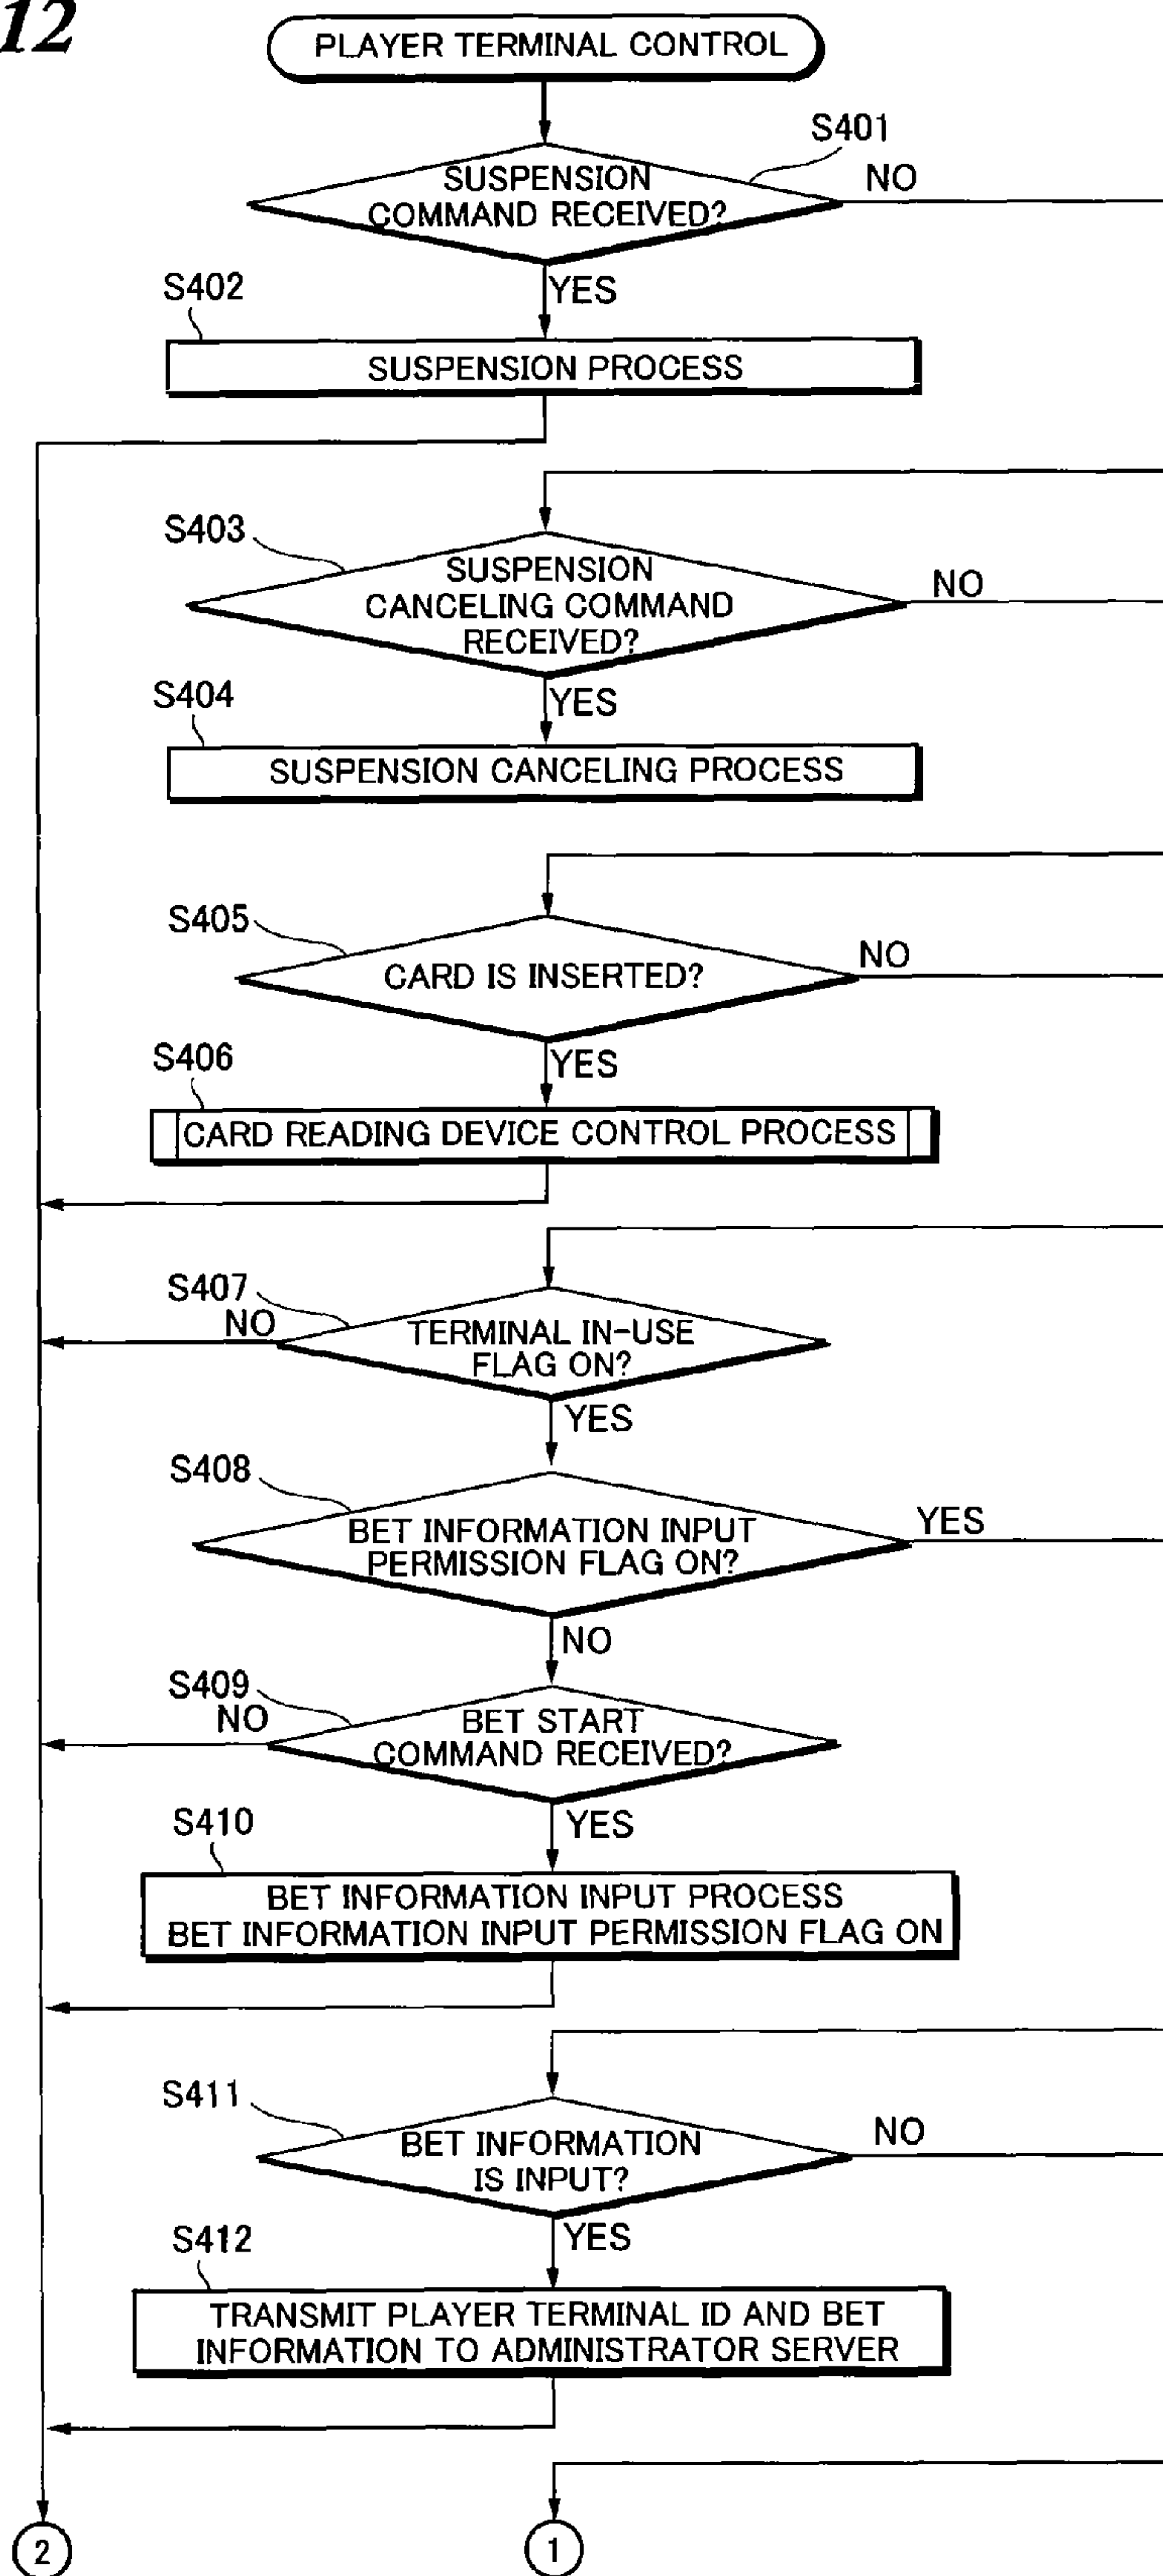 12
PLAYER TERMINAL CONTROL
S401
SUSPENSION
COMMAND RECEIVED?
NO
YES
S402
SUSPENSION PROCESS
S403
SUSPENSION
CANCELING COMMAND
RECEIVED?
NO
YES
S404
SUSPENSION CANCELING PROCESS
S405
CARD IS INSERTED?
NO
YES
S406
CARD READING DEVICE CONTROL PROCESS
S407
NO
TERMINAL IN-USE
FLAG ON?
YES
S408
BET INFORMATION INPUT
PERMISSION FLAG ON?
YES
NO
S409
NO
BET START
COMMAND RECEIVED?
YES
S410
BET INFORMATION INPUT PROCESS
BET INFORMATION INPUT PERMISSION FLAG ON
S411
BET INFORMATION
IS INPUT?
NO
YES
S412
TRANSMIT PLAYER TERMINAL ID AND BET
INFORMATION TO ADMINISTRATOR SERVER
2
1